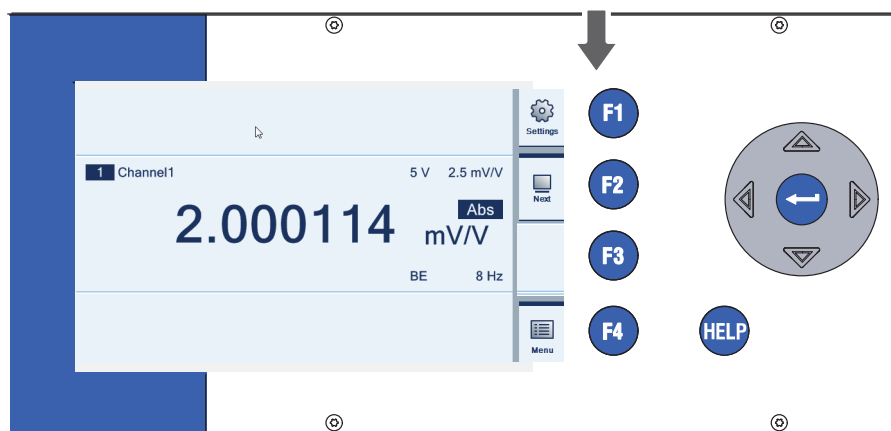 Settings
F1
1 Channel1 5 V 2.5 mV/V
Next
F2
Abs
2.000114 mV/V
F3
BE 8 Hz
Menu
F4
HELP